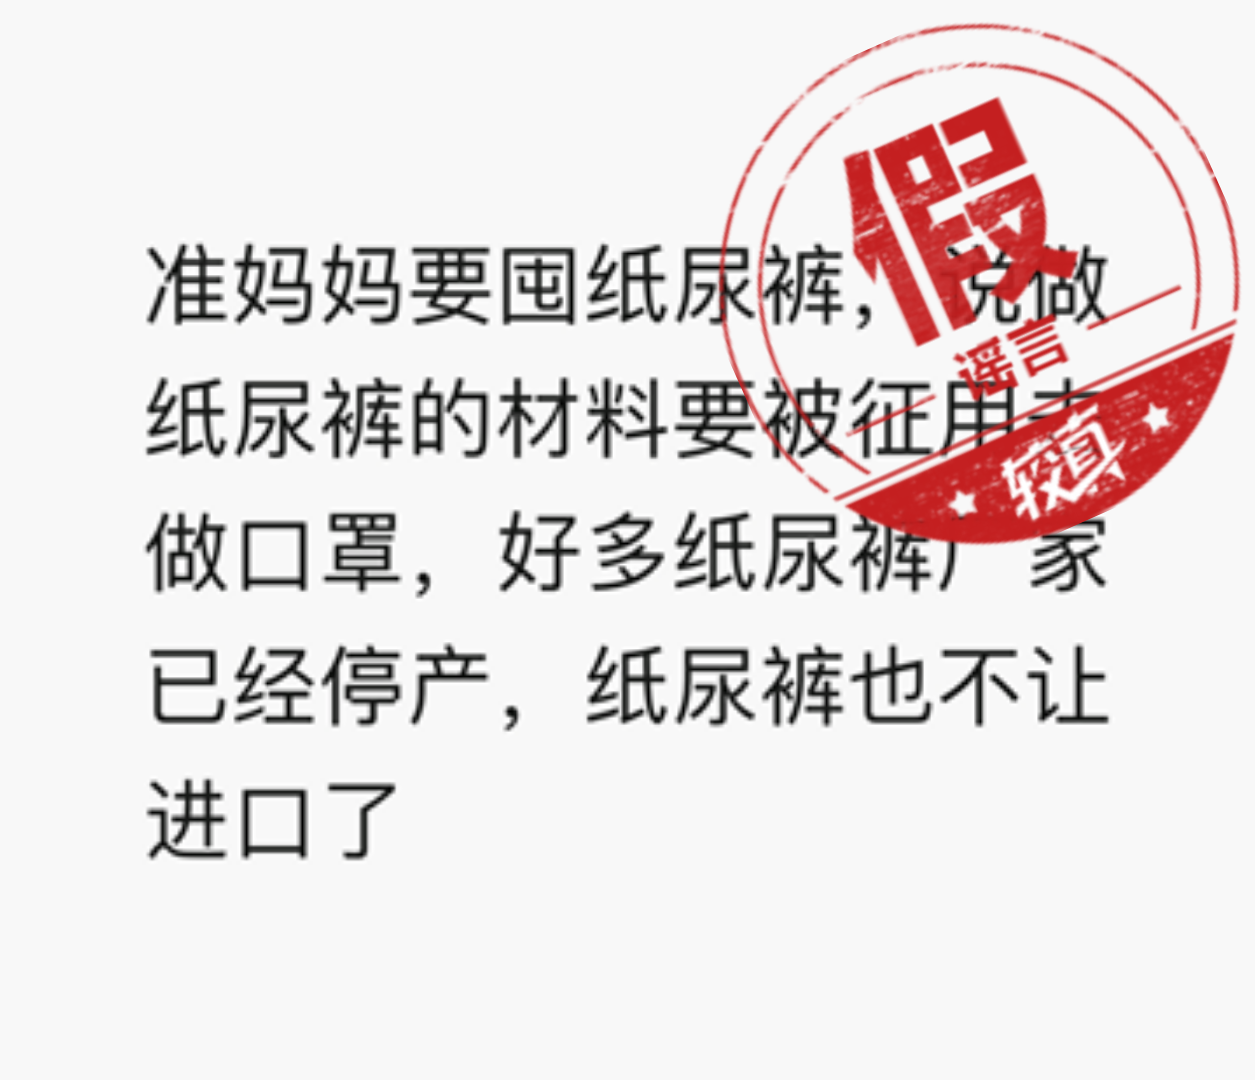 准妈妈要囤纸尿裤，说做
纸尿裤的材料要被征用去
做口罩，好多纸尿裤厂家
已经停产，纸尿裤也不让
进口了
假
谣言
较真